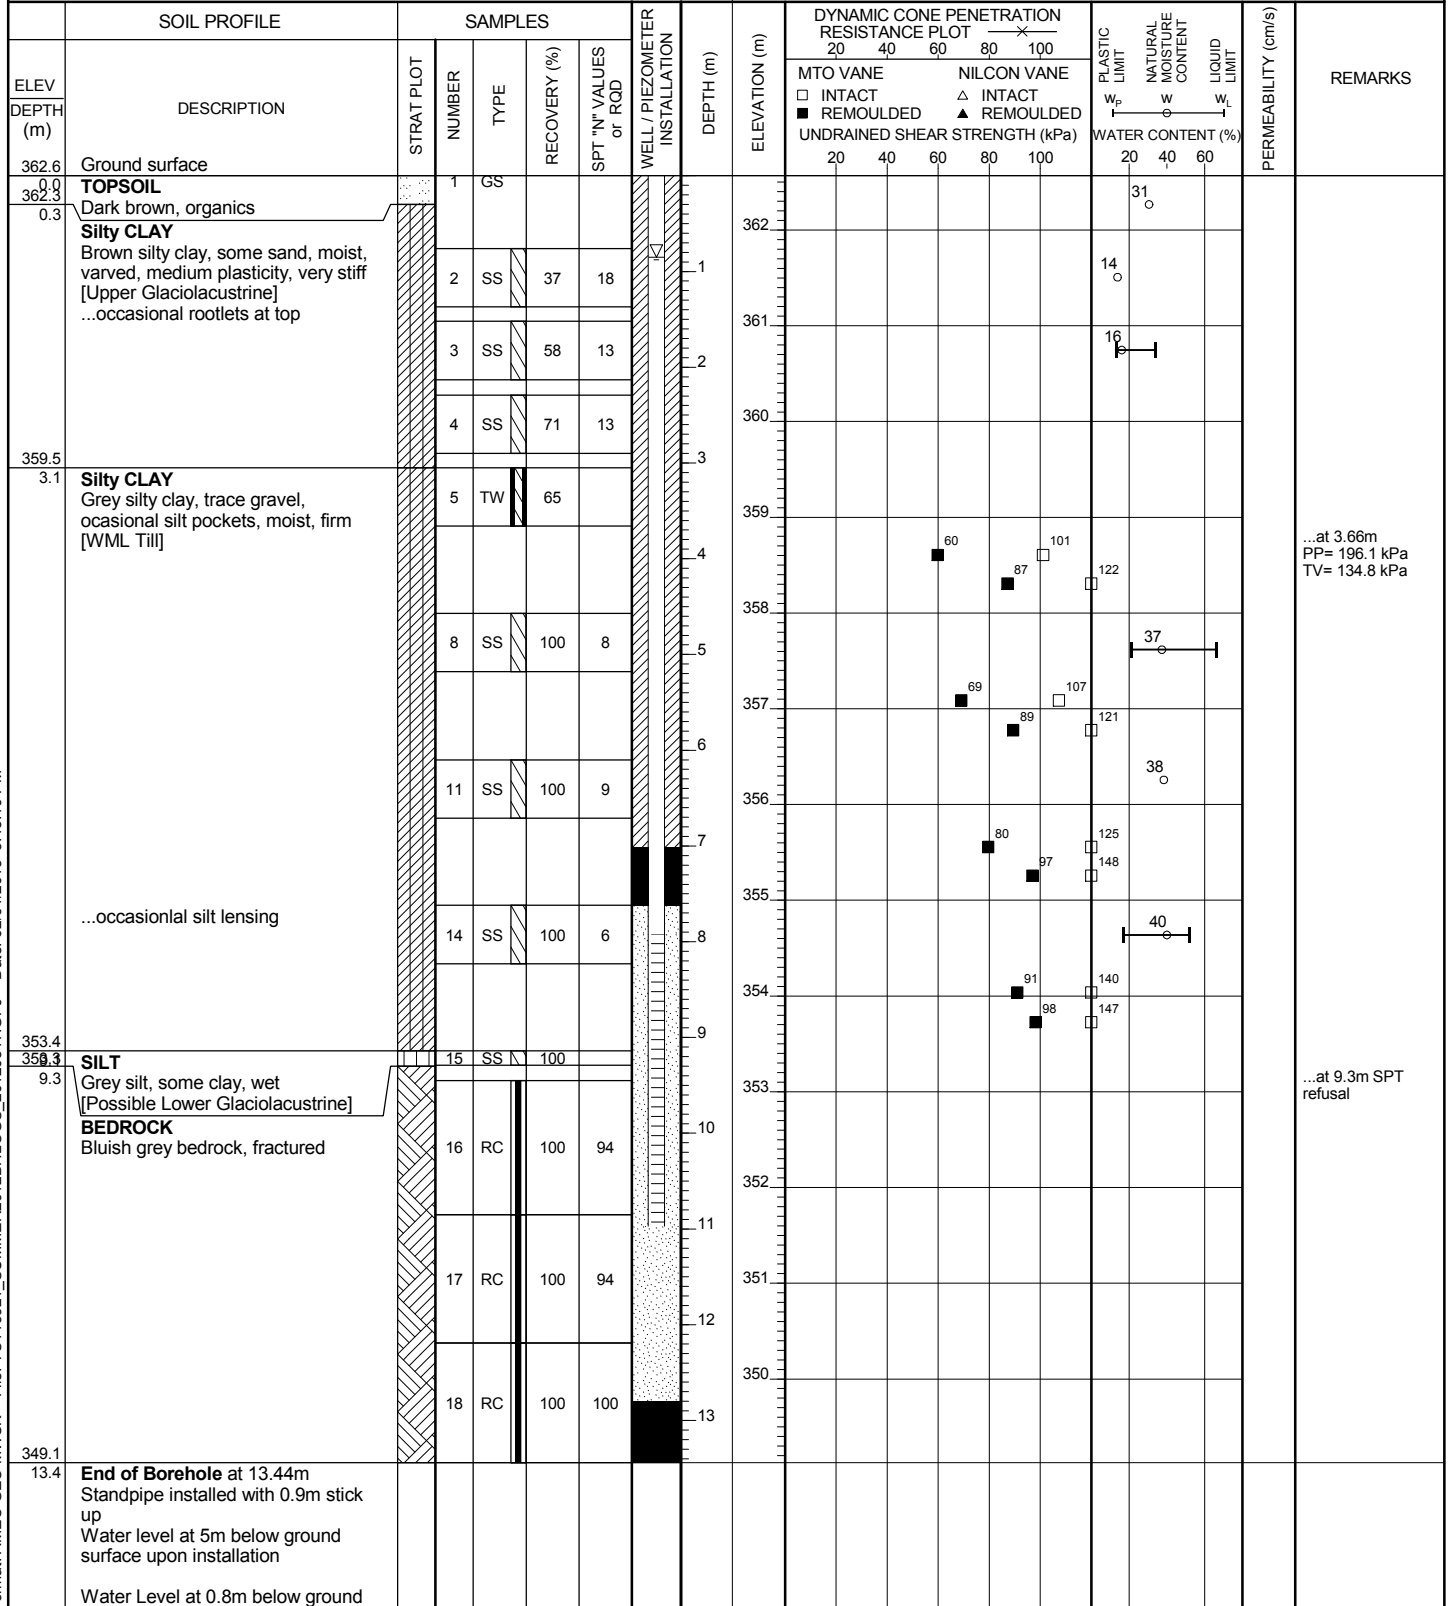 SOIL PROFILE
SAMPLES
ELEV
DEPTH
(m)
DESCRIPTION
STRAT PLOT
NUMBER
TYPE
RECOVERY (%)
SPT "N" VALUES
or RQD
WELL / PIEZOMETER
INSTALLATION
DEPTH (m)
ELEVATION (m)
DYNAMIC CONE PENETRATION
RESISTANCE PLOT
20 40 60 80 100
MTO VANE NILCON VANE
□ INTACT △ INTACT
■ REMOULDED ▲ REMOULDED
UNDRAINED SHEAR STRENGTH (kPa)
20 40 60 80 100
PLASTIC
LIMIT
NATURAL
MOISTURE
CONTENT
LIQUID
LIMIT
WP W WL
WATER CONTENT (%)
20 40 60
PERMEABILITY (cm/s)
REMARKS
362.6 Ground surface
0.0 TOPSOIL
362.3 Dark brown, organics
0.3
1 GS
31
Silty CLAY
Brown silty clay, some sand, moist,
varved, medium plasticity, very stiff
[Upper Glaciolacustrine]
...occasional rootlets at top
362
2 SS 37 18
1
14
361
3 SS 58 13
2
16
360
4 SS 71 13
3
359.5
3.1 Silty CLAY
Grey silty clay, trace gravel,
ocasional silt pockets, moist, firm
[WML Till]
5 TW 65
359
60 101
...at 3.66m
PP= 196.1 kPa
TV= 134.8 kPa
4
87 122
358
8 SS 100 8
5
37
69 107
357
89 121
6
38
11 SS 100 9
356
7
80 125
97 148
355
...occasionlal silt lensing
14 SS 100 6
8
40
91 140
354
98 147
9
353.4
9.3
SILT
Grey silt, some clay, wet
[Possible Lower Glaciolacustrine]
15 SS 100
353
...at 9.3m SPT
refusal
BEDROCK
Bluish grey bedrock, fractured
16 RC 100 94
10
352
11
17 RC 100 94
351
12
350
18 RC 100 100
13
349.1
13.4 End of Borehole at 13.44m
Standpipe installed with 0.9m stick
up
Water level at 5m below ground
surface upon installation
Water Level at 0.8m below ground